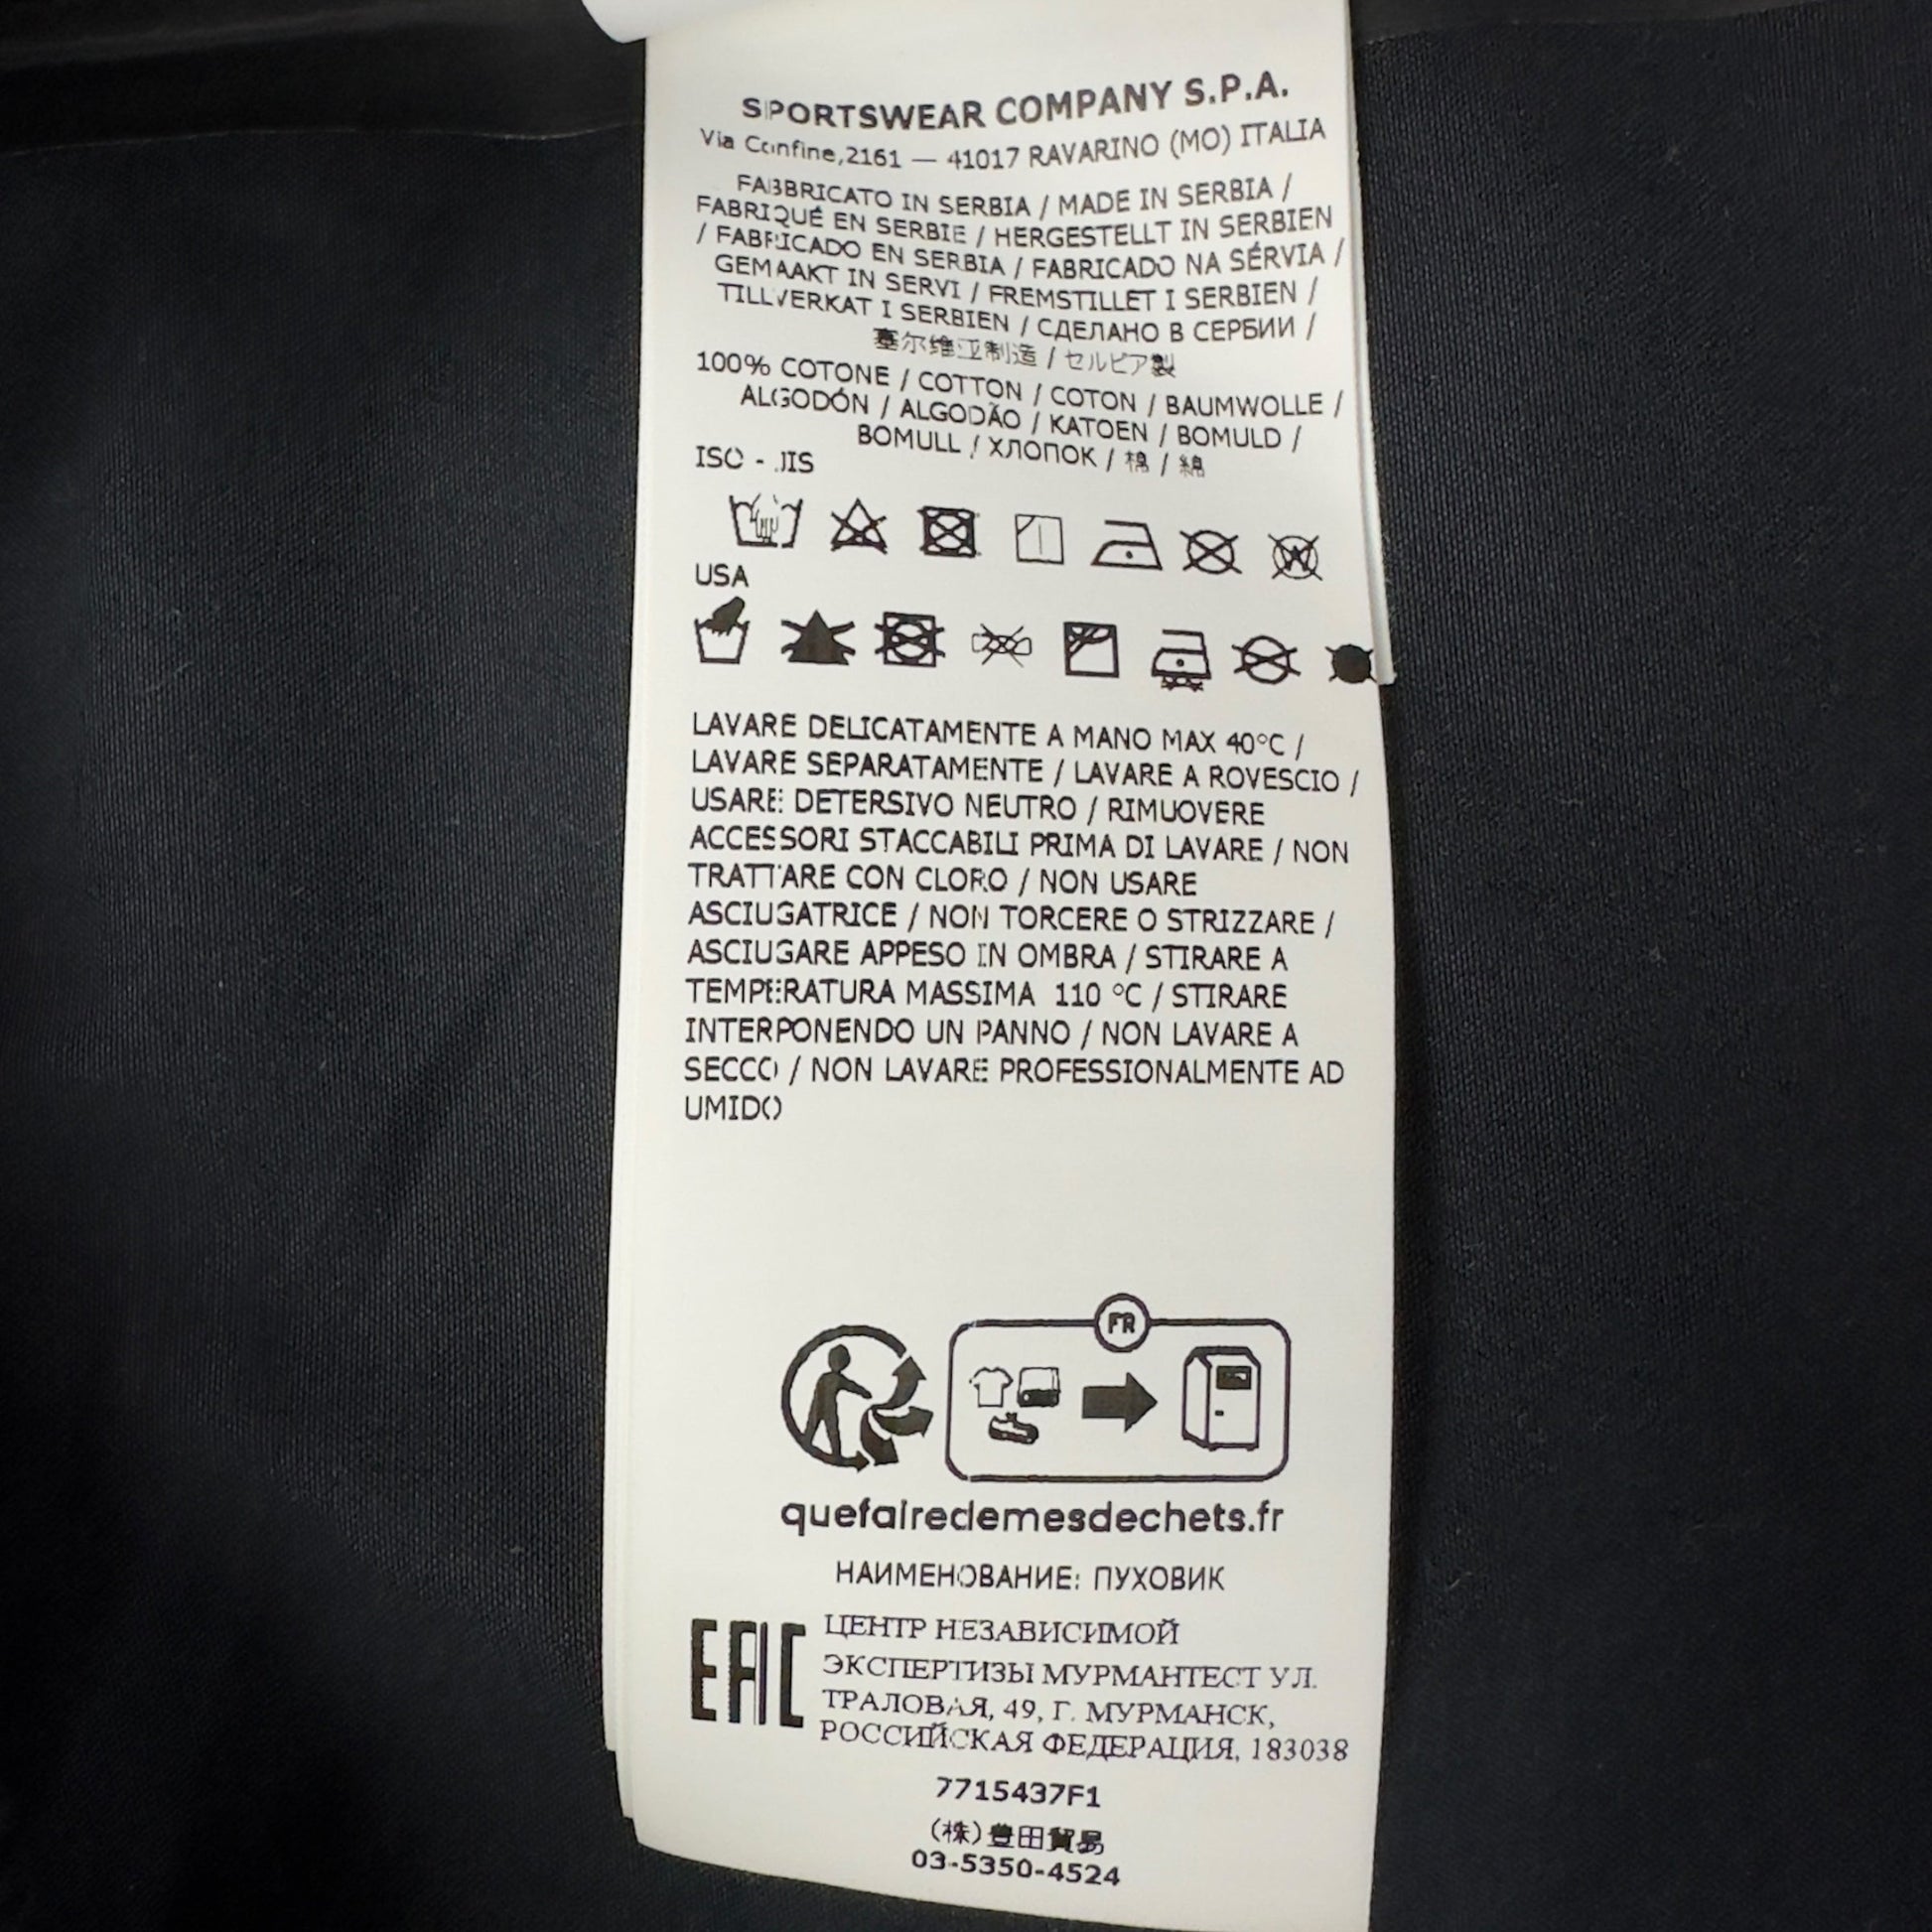 SPORTSWEAR COMPANY S.P.A.
Via Confine,2161 — 41017 RAVARINO (MO) ITALIA
FABBRICATO IN SERBIA / MADE IN SERBIA /
FABRIQUÉ EN SERBIE / HERGESTELLT IN SERBIEN
/ FABRICADO EN SERBIA / FABRICADO NA SÉRVIA /
GEMAAKT IN SERVI / FREMSTILLET I SERBIEN /
TILLVERKAT I SERBIEN / СДЕЛАНО В СЕРБИИ /
塞尔维亚制造 / セルビア製
100% COTONE / COTTON / COTON / BAUMWOLLE /
ALGODÓN / ALGODÃO / KATOEN / BOMULD /
BOMULL / ХЛОПОК / 棉 / 綿
ISO - JIS
W
USA
LAVARE DELICATAMENTE A MANO MAX 40°C /
LAVARE SEPARATAMENTE / LAVARE A ROVESCIO /
USARE DETERSIVO NEUTRO / RIMUOVERE
ACCESSORI STACCABILI PRIMA DI LAVARE / NON
TRATTARE CON CLORO / NON USARE
ASCIUGATRICE / NON TORCERE O STRIZZARE /
ASCIUGARE APPESO IN OMBRA / STIRARE A
TEMPERATURA MASSIMA 110 °C / STIRARE
INTERPONENDO UN PANNO / NON LAVARE A
SECCO / NON LAVARE PROFESSIONALMENTE AD
UMIDO
FR
quefairedemesdechets.fr
НАИМЕНОВАНИЕ: ПУХОВИК
EAC
ЦЕНТР НЕЗАВИСИМОЙ
ЭКСПЕРТИЗЫ МУРМАНТЕСТ УЛ.
ТРАЛОВАЯ, 49, Г. МУРМАНСК,
РОССИЙСКАЯ ФЕДЕРАЦИЯ, 183038
7715437F1
(株)豊田貿易
03-5350-4524